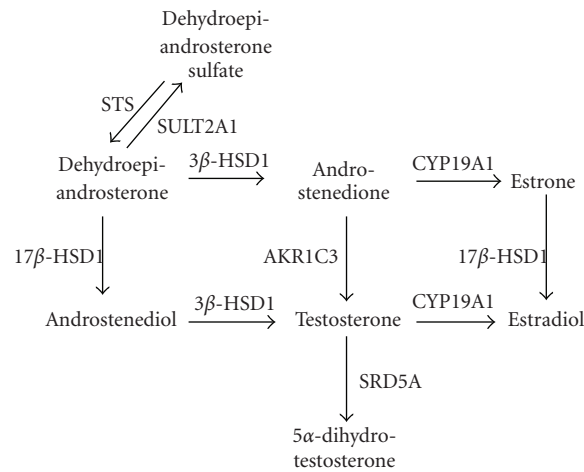 Dehydroepi-
androsterone
sulfate
STS
SULT2A1
Dehydroepi-
androsterone
3β-HSD1
Andro-
stenedione
CYP19A1
Estrone
17β-HSD1
AKR1C3
17β-HSD1
Androstenediol
3β-HSD1
Testosterone
CYP19A1
Estradiol
SRD5A
5α-dihydro-
testosterone